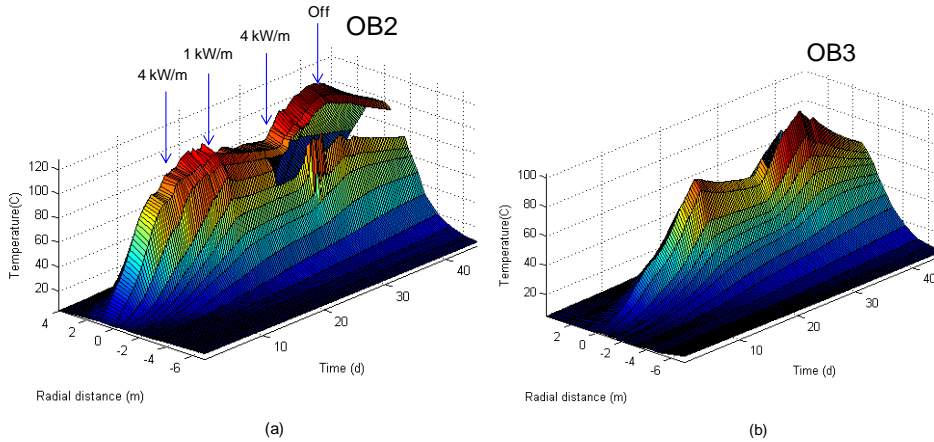 Off
OB2
4 kW/m
1 kW/m
4 kW/m
120
100
80
60
40
20
Temperature(C)
4
2
0
-2
-4
-6
Radial distance (m)
10
20
30
40
Time (d)
(a)
OB3
100
80
60
40
20
Temperature(C)
4
2
0
-2
-4
-6
Radial distance (m)
10
20
30
40
Time (d)
(b)